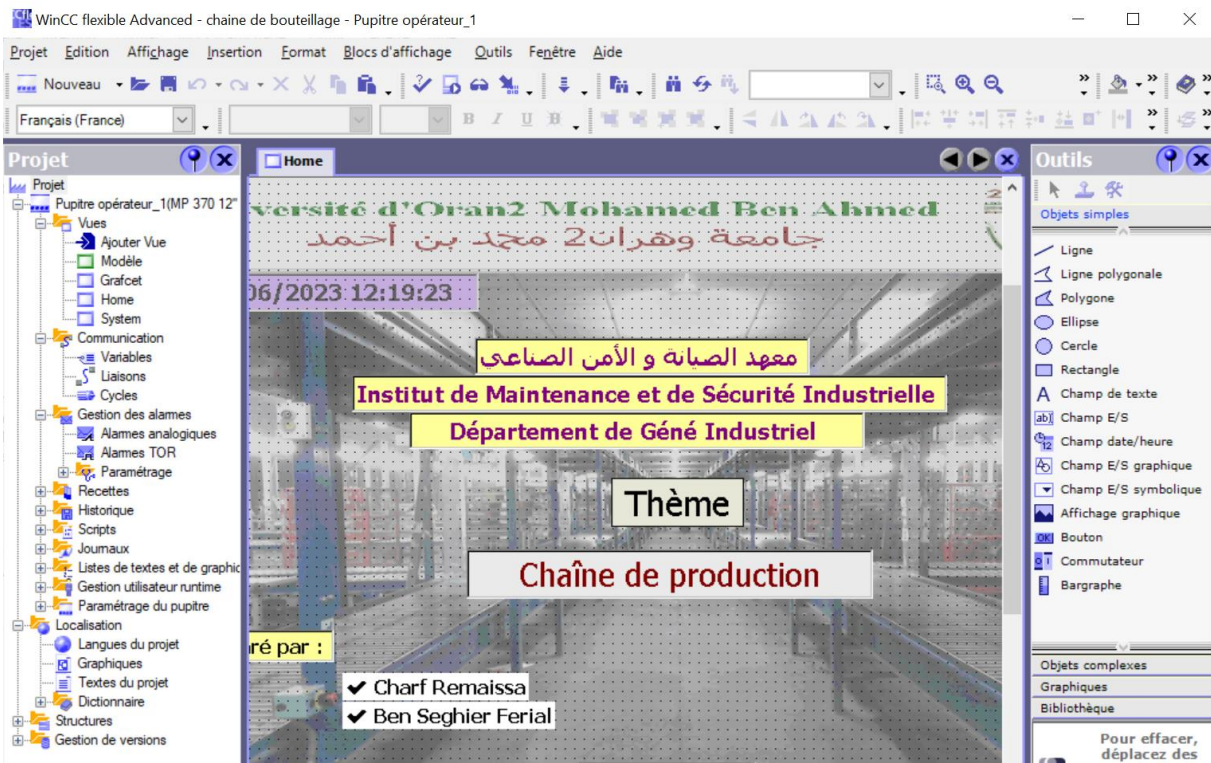 WinCC flexible Advanced - chaine de bouteillage - Pupitre opérateur_1
Projet Edition Affichage Insertion Format Blocs d'affichage Outils Fenêtre Aide
Nouveau
Français (France)
Projet
Projet
Pupitre opérateur_1(MP 370 12"
Vues
Ajouter Vue
Modèle
Grafcet
Home
System
Communication
Variables
Liaisons
Cycles
Gestion des alarmes
Alarmes analogiques
Alarmes TOR
Paramétrage
Recettes
Historique
Scripts
Journaux
Listes de textes et de graphic
Gestion utilisateur runtime
Paramétrage du pupitre
Localisation
Langues du projet
Graphiques
Textes du projet
Dictionnaire
Structures
Gestion de versions
Home
versité d'Oran2 Mohamed Ben Ahmed
جامعة وهران2 محمد بن أحمد
06/2023 12:19:23
معهد الصيانة و الأمن الصناعي
Institut de Maintenance et de Sécurité Industrielle
Département de Géné Industriel
Thème
Chaîne de production
ré par :
✔ Charf Remaissa
✔ Ben Seghier Ferial
Outils
Objets simples
Ligne
Ligne polygonale
Polygone
Ellipse
Cercle
Rectangle
Champ de texte
Champ E/S
Champ date/heure
Champ E/S graphique
Champ E/S symbolique
Affichage graphique
Bouton
Commutateur
Bargraphe
Objets complexes
Graphiques
Bibliothèque
Pour effacer,
déplacez des